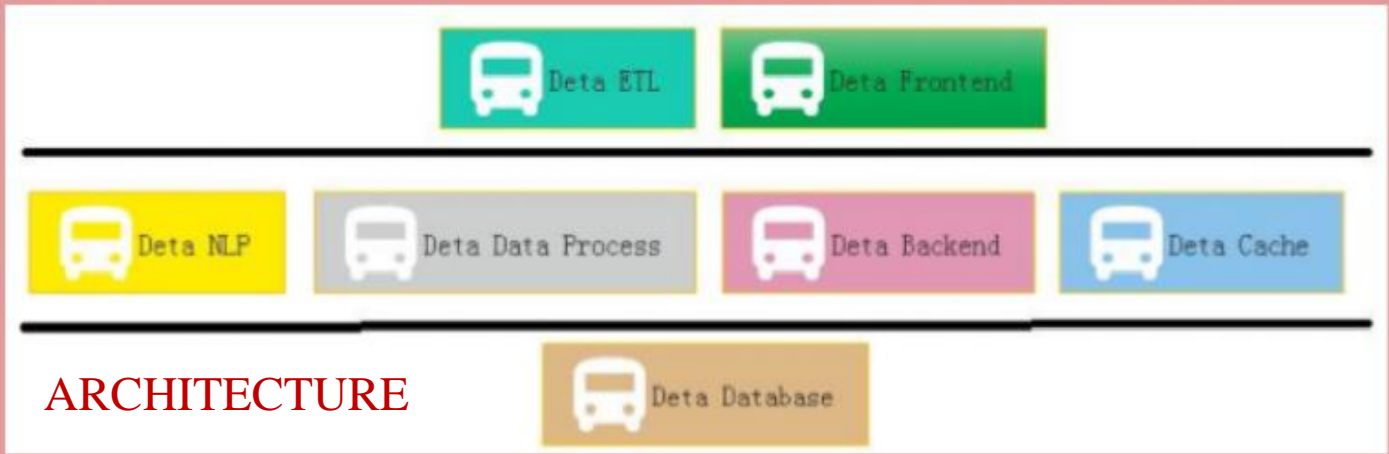 Deta ETL
Deta Frontend
Deta NLP
Deta Data Process
Deta Backend
Deta Cache
ARCHITECTURE
Deta Database